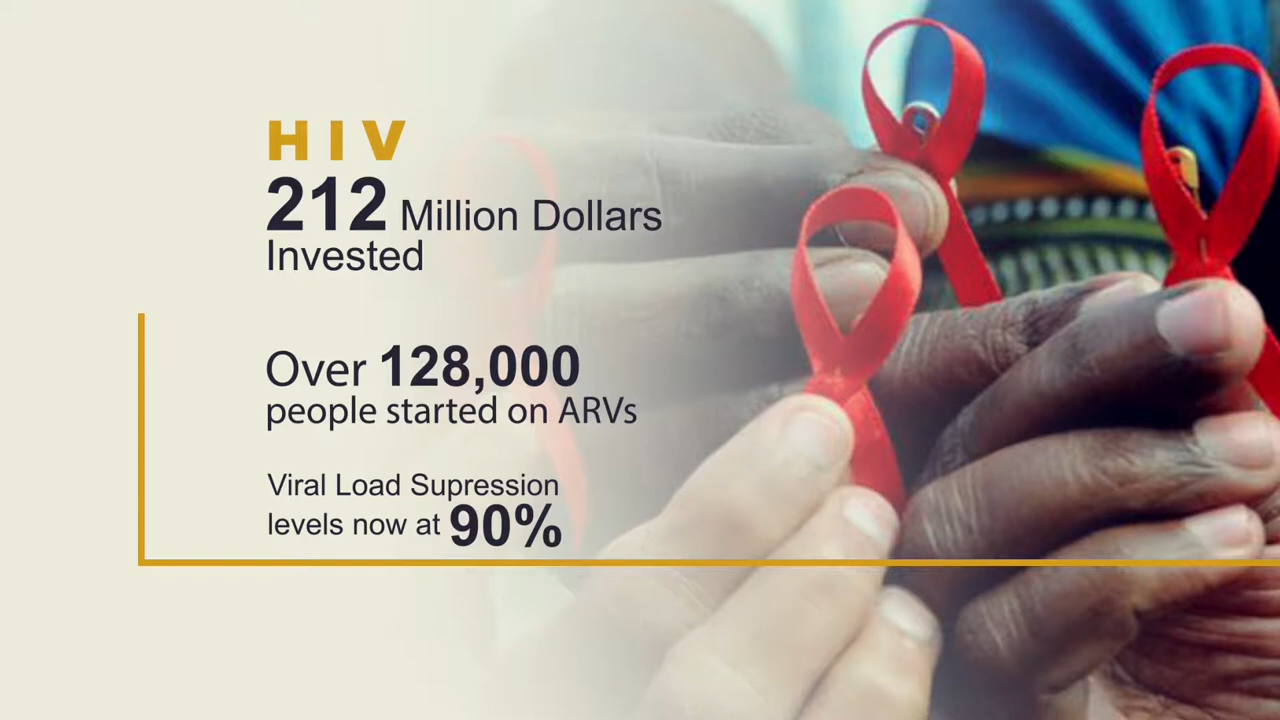 HIV
212 Million Dollars
Invested
Over 128,000
people started on ARVs
Viral Load Supression
levels now at 90%